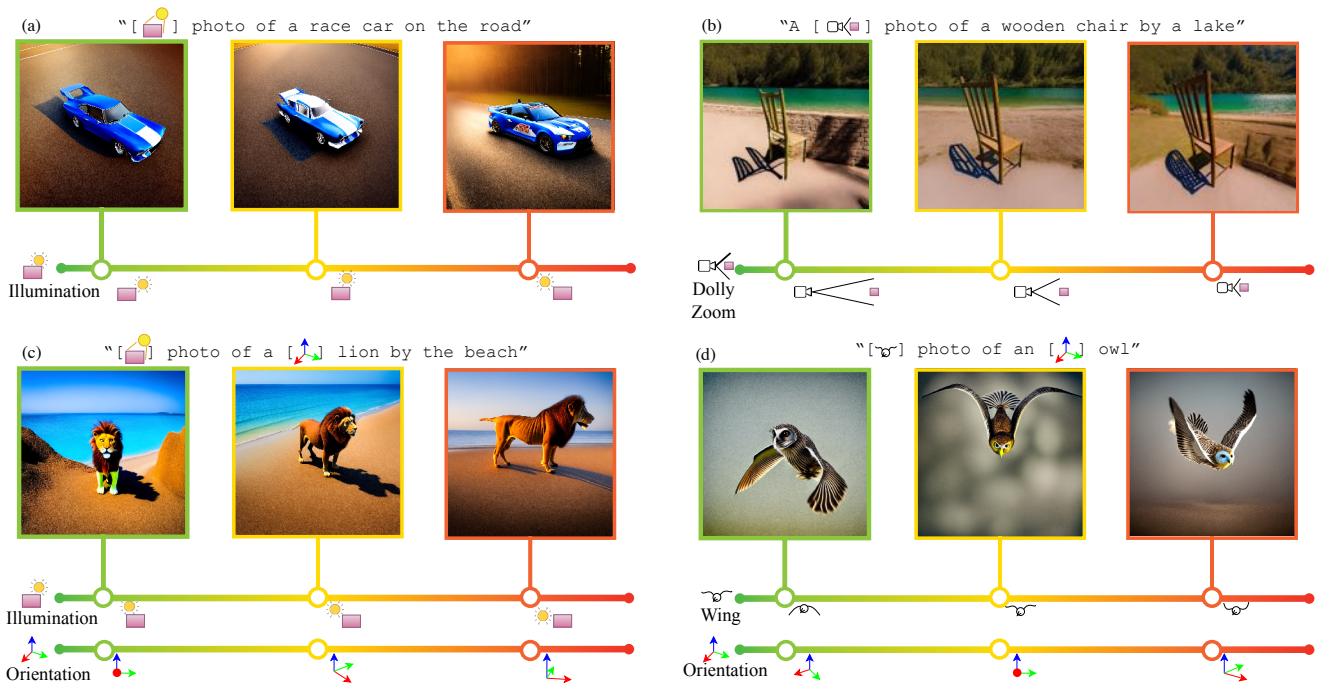 (a)
"[ ] photo of a race car on the road"
Illumination
(b)
"A [ ] photo of a wooden chair by a lake"
Dolly
Zoom
(c)
"[ ] photo of a [ ] lion by the beach"
Illumination
Orientation
(d)
"[ ] photo of an [ ] owl"
Wing
Orientation